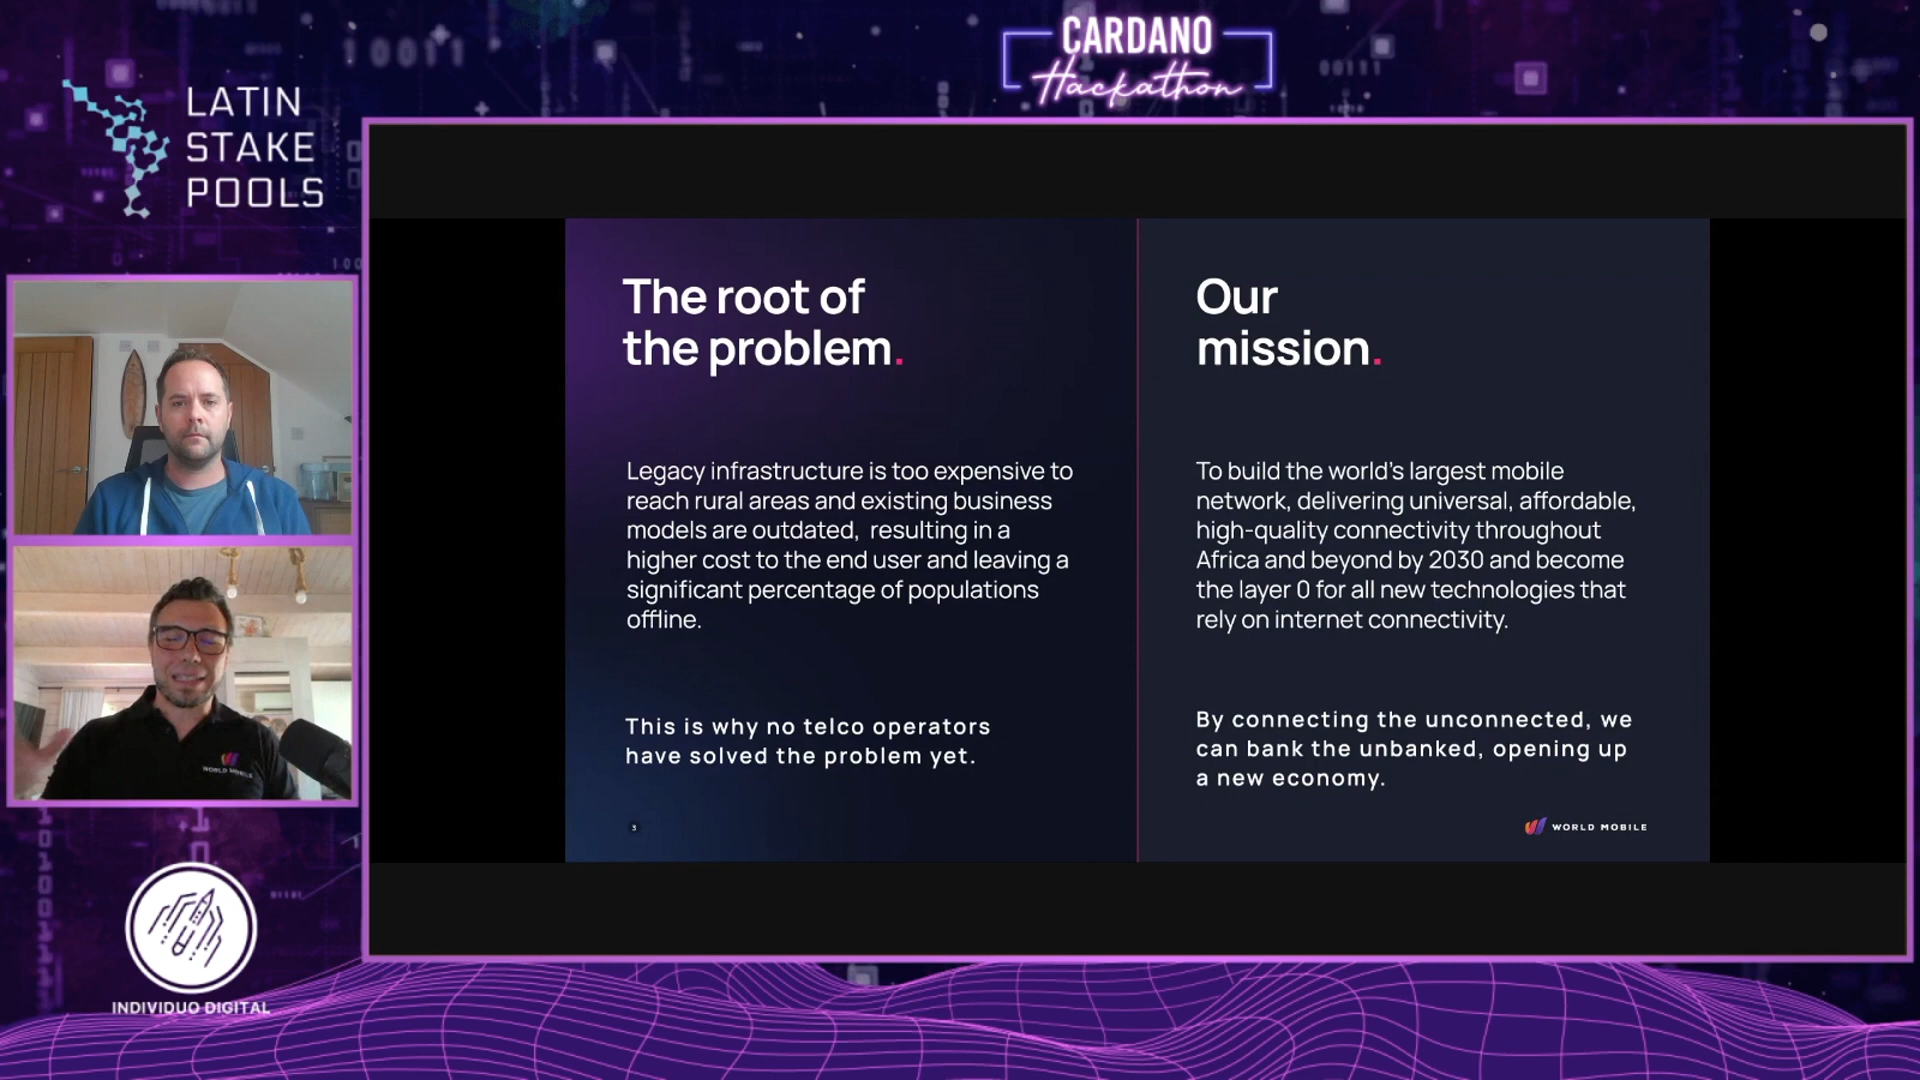 CARDANO
Hackathon
LATIN
STAKE
POOLS
The root of
the problem.
Legacy infrastructure is too expensive to
reach rural areas and existing business
models are outdated,  resulting in a
higher cost to the end user and leaving a
significant percentage of populations
offline.
This is why no telco operators
have solved the problem yet.
3
Our
mission.
To build the world's largest mobile
network, delivering universal, affordable,
high-quality connectivity throughout
Africa and beyond by 2030 and become
the layer 0 for all new technologies that
rely on internet connectivity.
By connecting the unconnected, we
can bank the unbanked, opening up
a new economy.
WORLD MOBILE
WORLD MOBILE
INDIVIDUO DIGITAL